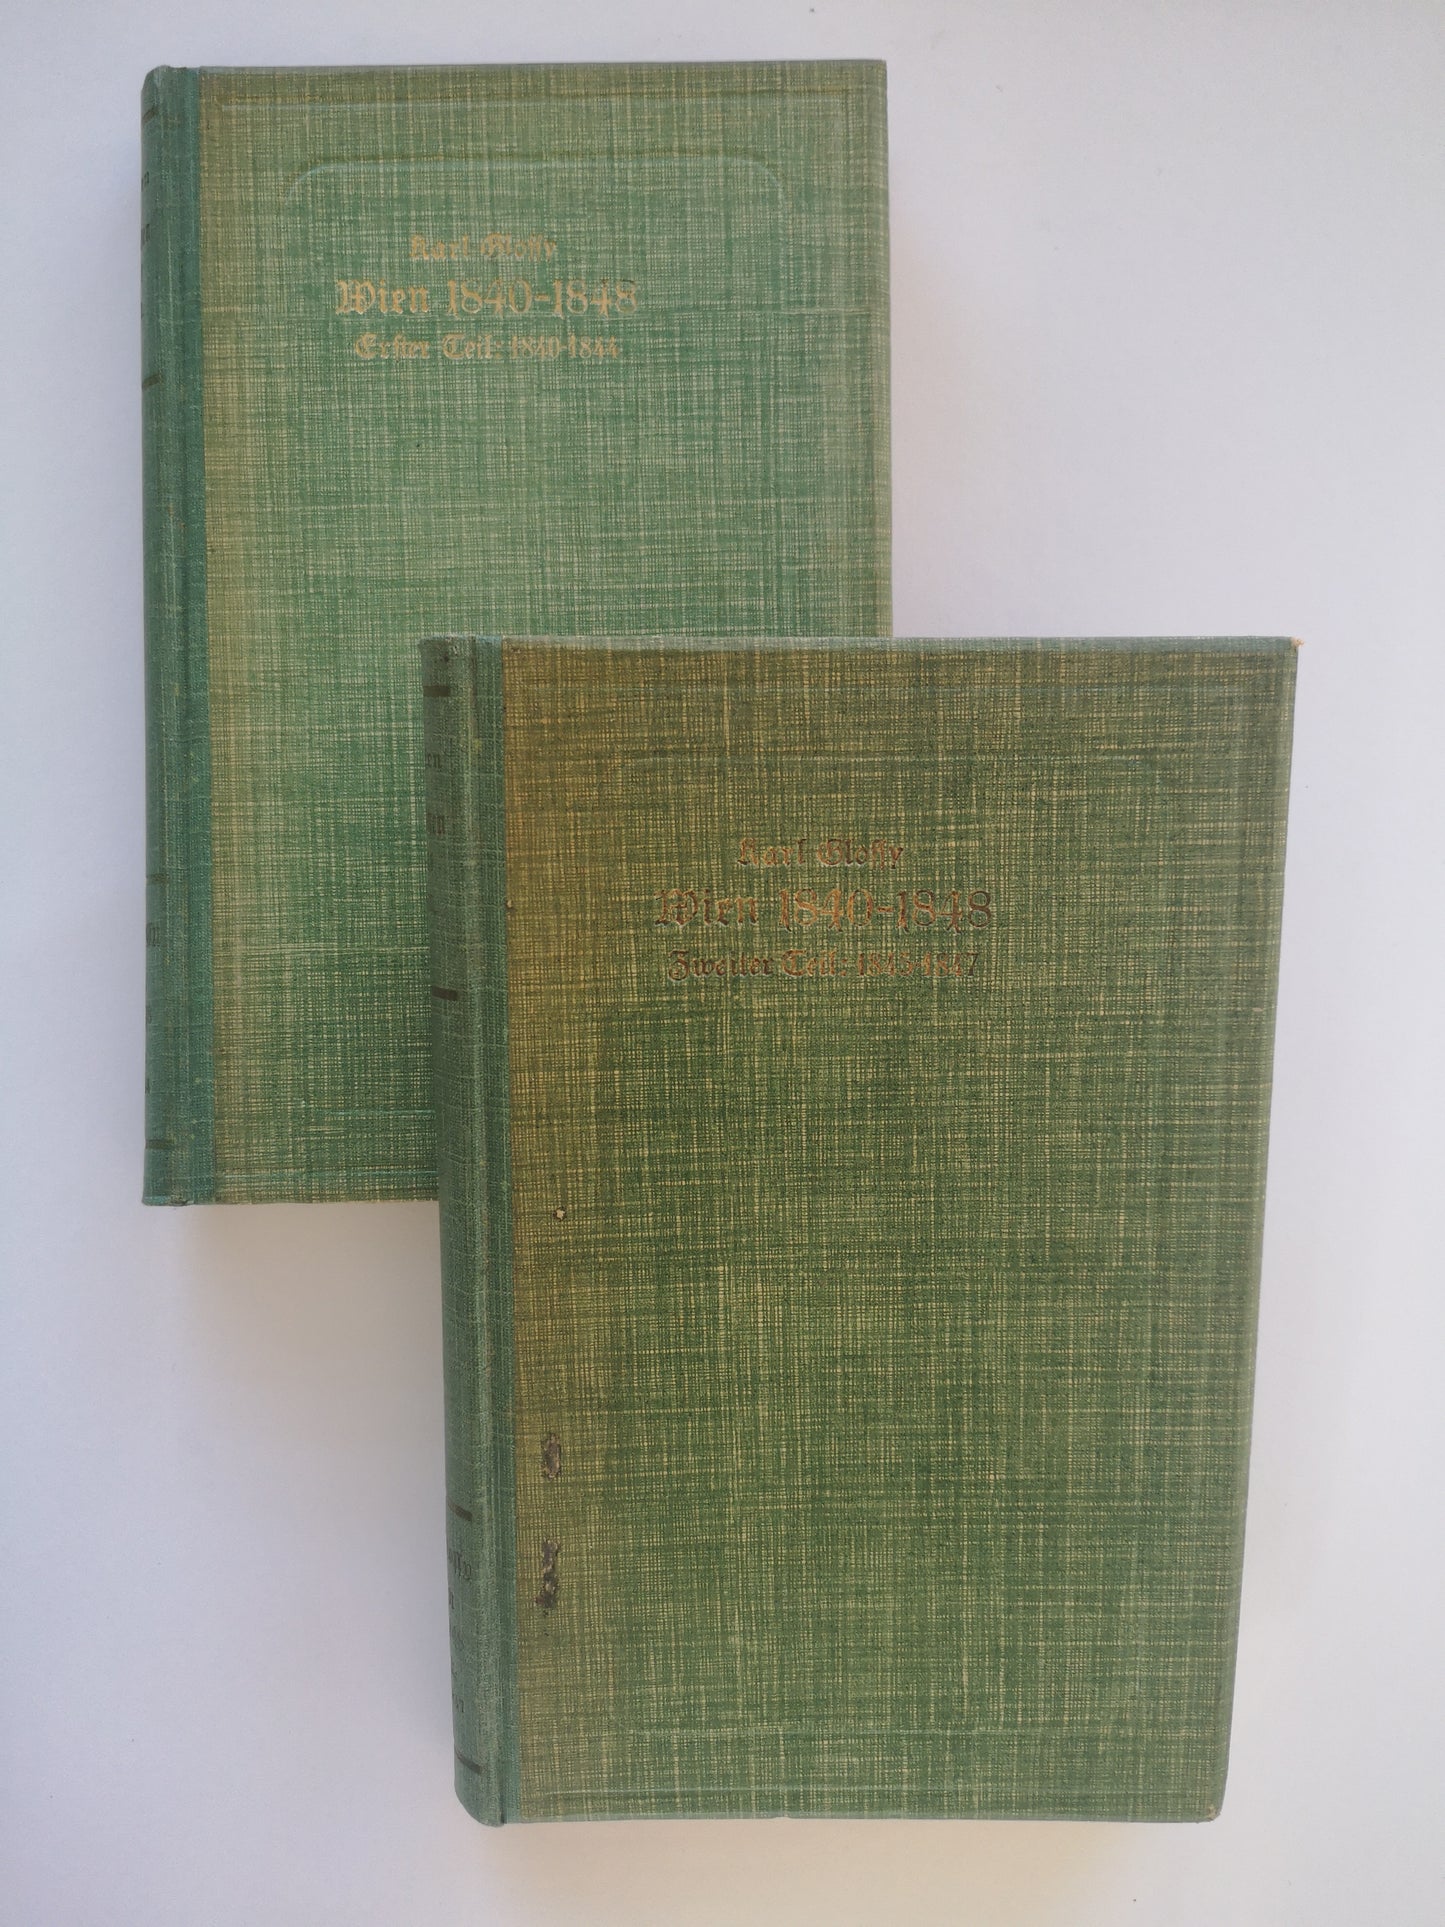 Karl Glossy
Wien 1840-1848
Erster Teil: 1840-1844
Karl Glossy
Wien 1840-1848
Zweiter Teil: 1845-1847